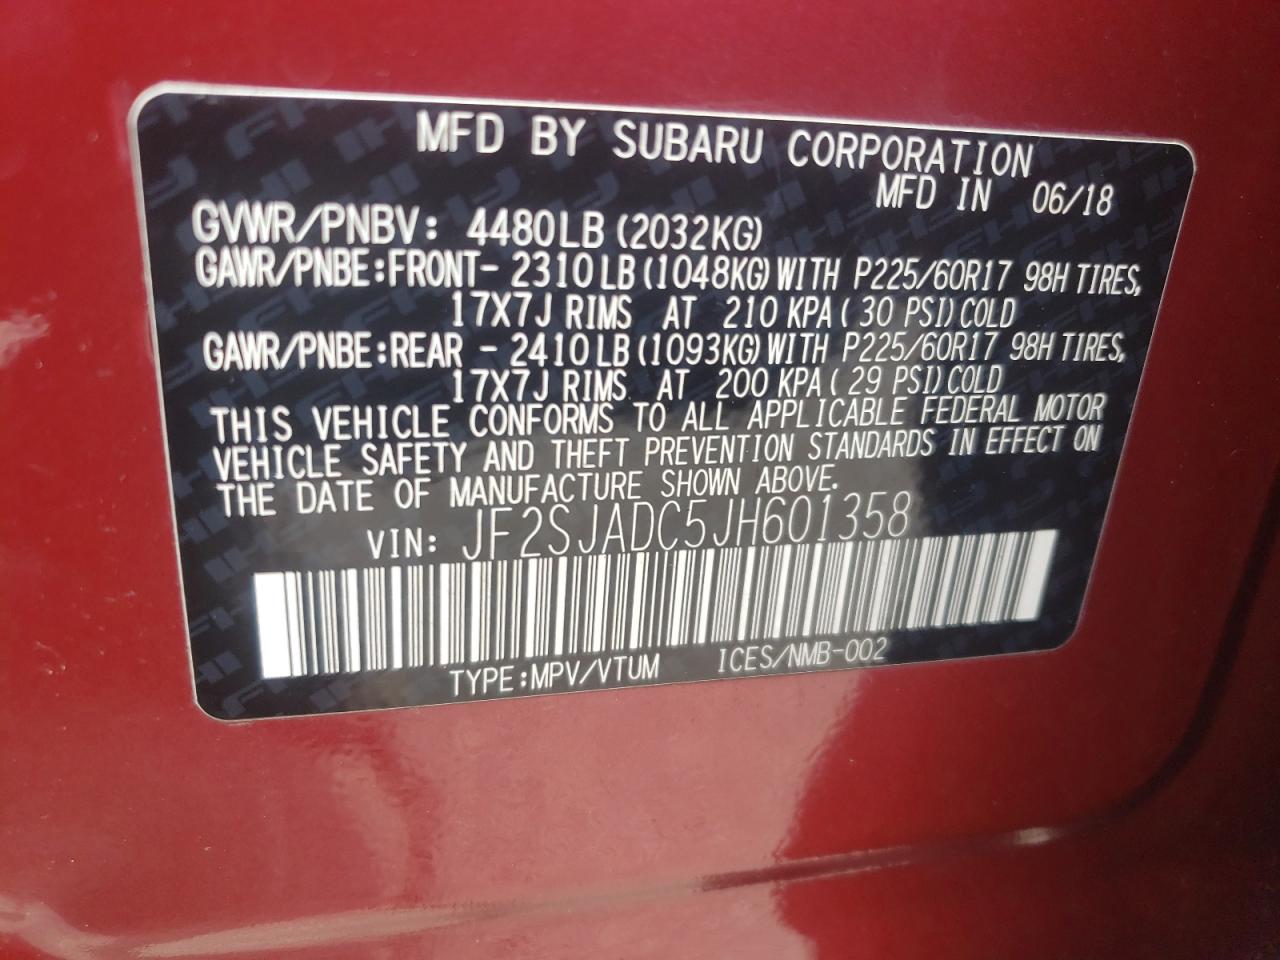 MFD BY SUBARU CORPORATION
MFD IN 06/18
GVWR/PNBV: 4480LB (2032KG)
GAWR/PNBE:FRONT- 2310LB (1048KG) WITH P225/60R17 98H TIRES,
17X7J RIMS AT 210 KPA ( 30 PSI) COLD
GAWR/PNBE:REAR - 2410LB (1093KG) WITH P225/60R17 98H TIRES,
17X7J RIMS AT 200 KPA ( 29 PSI) COLD
THIS VEHICLE CONFORMS TO ALL APPLICABLE FEDERAL MOTOR
VEHICLE SAFETY AND THEFT PREVENTION STANDARDS IN EFFECT ON
THE DATE OF MANUFACTURE SHOWN ABOVE.
VIN: JF2SJADC5JH601358
TYPE:MPV/VTUM ICES/NMB-002